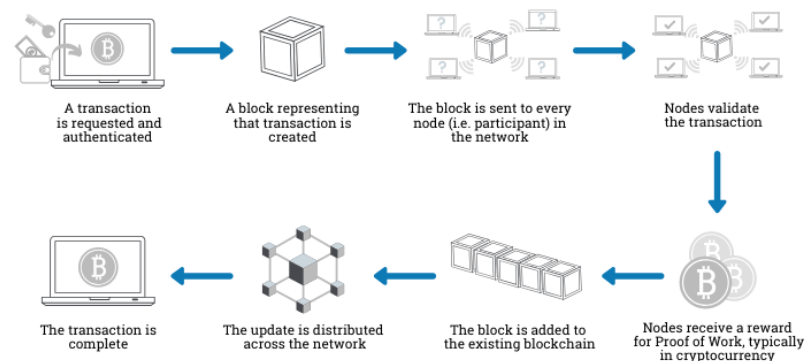 A transaction
is requested and
authenticated
A block representing
that transaction is
created
The block is sent to every
node (i.e. participant) in
the network
Nodes validate
the transaction
Nodes receive a reward
for Proof of Work, typically
in cryptocurrency
The block is added to
the existing blockchain
The update is distributed
across the network
The transaction is
complete